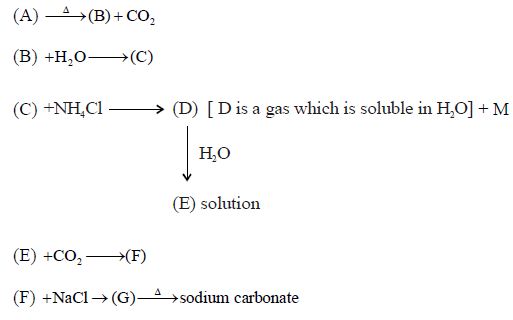 (A) —Δ→ (B) + CO₂
(B) +H₂O ⟶ (C)
(C) +NH₄Cl ⟶ (D) [ D is a gas which is soluble in H₂O] + M
H₂O
(E) solution
(E) +CO₂ ⟶ (F)
(F) +NaCl → (G) —Δ→ sodium carbonate